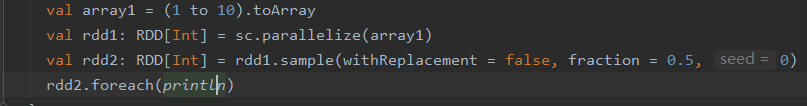 val array1 = (1 to 10).toArray
val rdd1: RDD[Int] = sc.parallelize(array1)
val rdd2: RDD[Int] = rdd1.sample(withReplacement = false, fraction = 0.5, seed = 0)
rdd2.foreach(println)